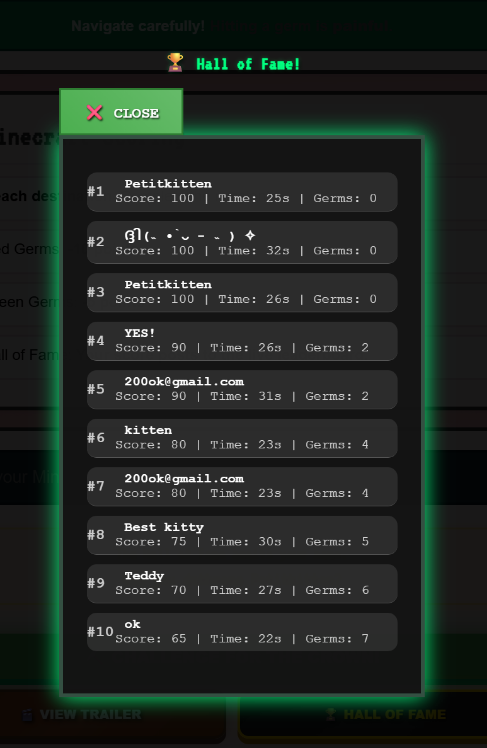 Navigate carefully!
🏆 Hall of Fame!
❌ CLOSE
#1 Petitkitten
Score: 100 | Time: 25s | Germs: 0
#2 ദ്ദി(˵ •̀ ᴗ - ˵ ) ✧
Score: 100 | Time: 32s | Germs: 0
#3 Petitkitten
Score: 100 | Time: 26s | Germs: 0
#4 YES!
Score: 90 | Time: 26s | Germs: 2
#5 200ok@gmail.com
Score: 90 | Time: 31s | Germs: 2
#6 kitten
Score: 80 | Time: 23s | Germs: 4
#7 200ok@gmail.com
Score: 80 | Time: 23s | Germs: 4
#8 Best kitty
Score: 75 | Time: 30s | Germs: 5
#9 Teddy
Score: 70 | Time: 27s | Germs: 6
#10 ok
Score: 65 | Time: 22s | Germs: 7
🎬 VIEW TRAILER
🏆 HALL OF FAME